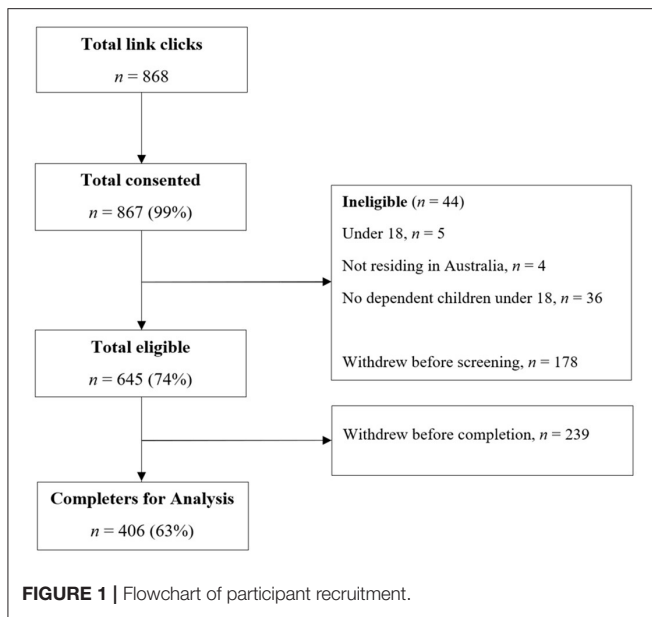 Total link clicks
n = 868
Total consented
n = 867 (99%)
Ineligible (n = 44)
Under 18, n = 5
Not residing in Australia, n = 4
No dependent children under 18, n = 36
Withdrew before screening, n = 178
Total eligible
n = 645 (74%)
Withdrew before completion, n = 239
Completers for Analysis
n = 406 (63%)
FIGURE 1 | Flowchart of participant recruitment.